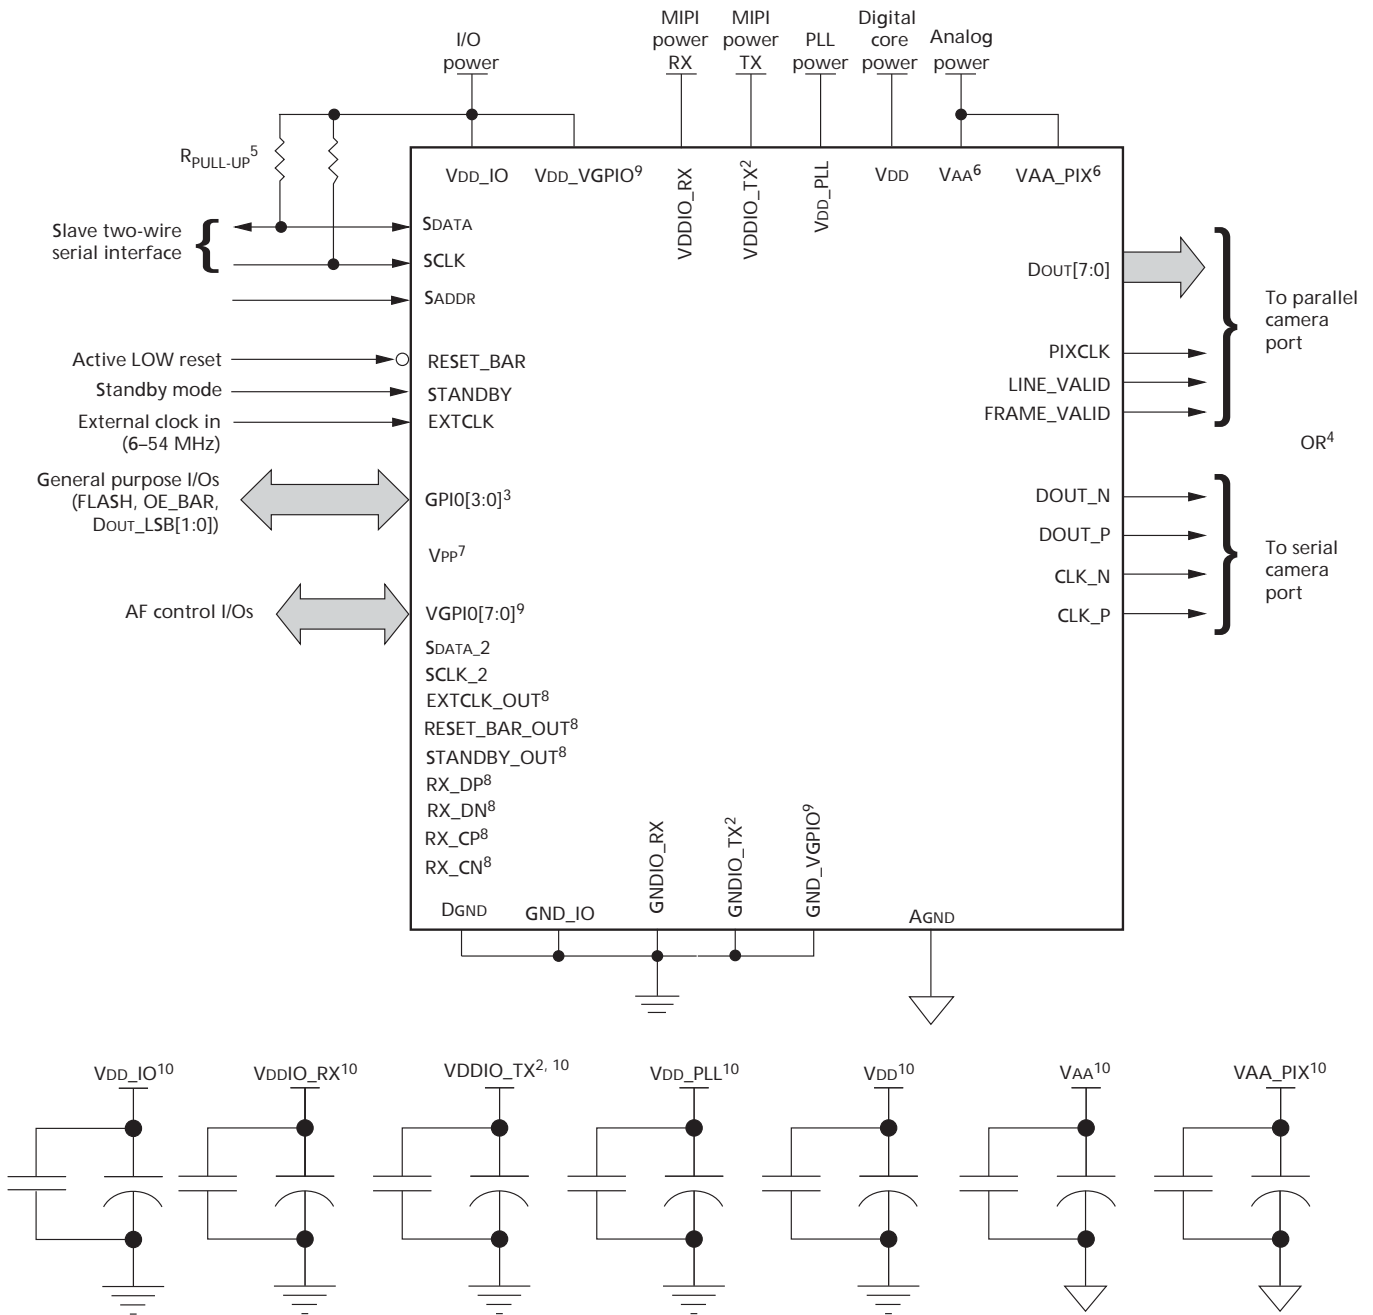 I/O
power
MIPI
power
RX
MIPI
power
TX
PLL
power
Digital
core
power
Analog
power
RPULL-UP5
VDD_IO
VDD_VGPIO9
VDDIO_RX
VDDIO_TX2
VDD_PLL
VDD
VAA6
VAA_PIX6
Slave two-wire
serial interface
{
SDATA
SCLK
SADDR
Active LOW reset
RESET_BAR
Standby mode
STANDBY
External clock in
(6–54 MHz)
EXTCLK
General purpose I/Os
(FLASH, OE_BAR,
DOUT_LSB[1:0])
GPI0[3:0]3
VPP7
AF control I/Os
VGPI0[7:0]9
SDATA_2
SCLK_2
EXTCLK_OUT8
RESET_BAR_OUT8
STANDBY_OUT8
RX_DP8
RX_DN8
RX_CP8
RX_CN8
DOUT[7:0]
PIXCLK
LINE_VALID
FRAME_VALID
}
To parallel
camera
port
OR4
DOUT_N
DOUT_P
CLK_N
CLK_P
}
To serial
camera
port
DGND
GND_IO
GNDIO_RX
GNDIO_TX2
GND_VGPIO9
AGND
VDD_IO10
VDDIO_RX10
VDDIO_TX2, 10
VDD_PLL10
VDD10
VAA10
VAA_PIX10